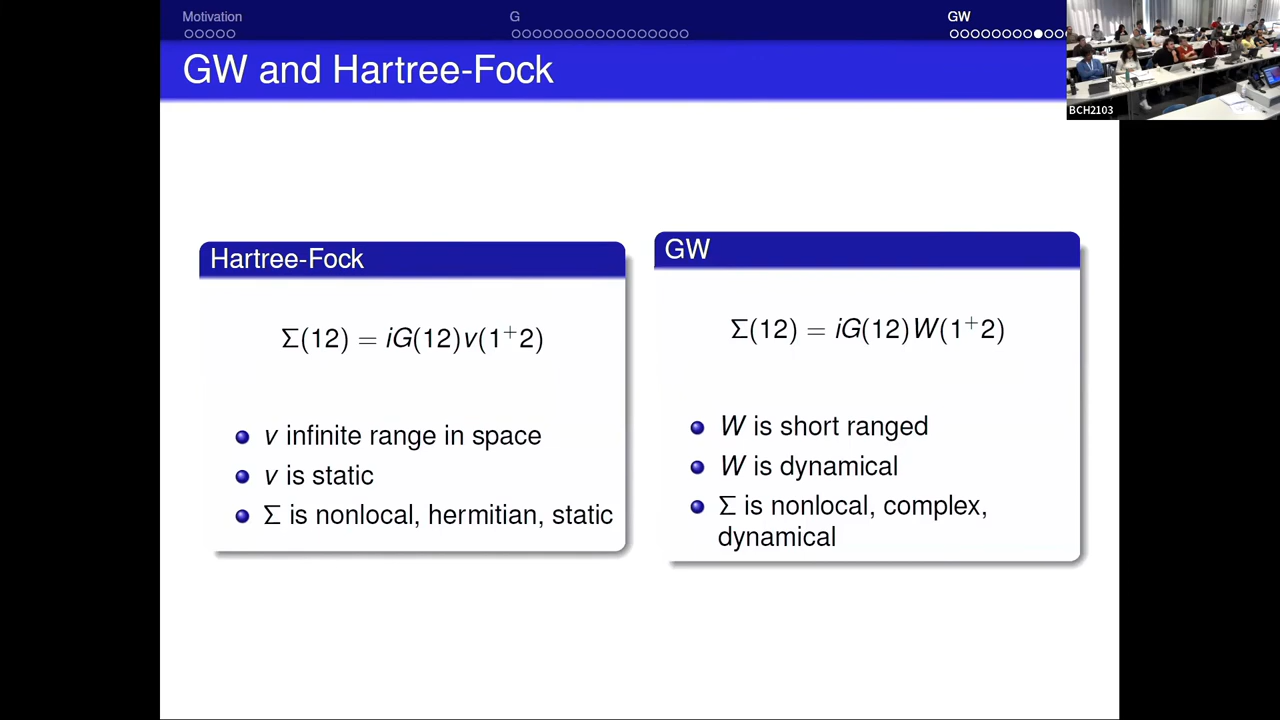 Motivation
G
GW
GW and Hartree-Fock
BCH2103
Hartree-Fock
Σ(12) = iG(12)v(1⁺2)
v infinite range in space
v is static
Σ is nonlocal, hermitian, static
GW
Σ(12) = iG(12)W(1⁺2)
W is short ranged
W is dynamical
Σ is nonlocal, complex,
dynamical